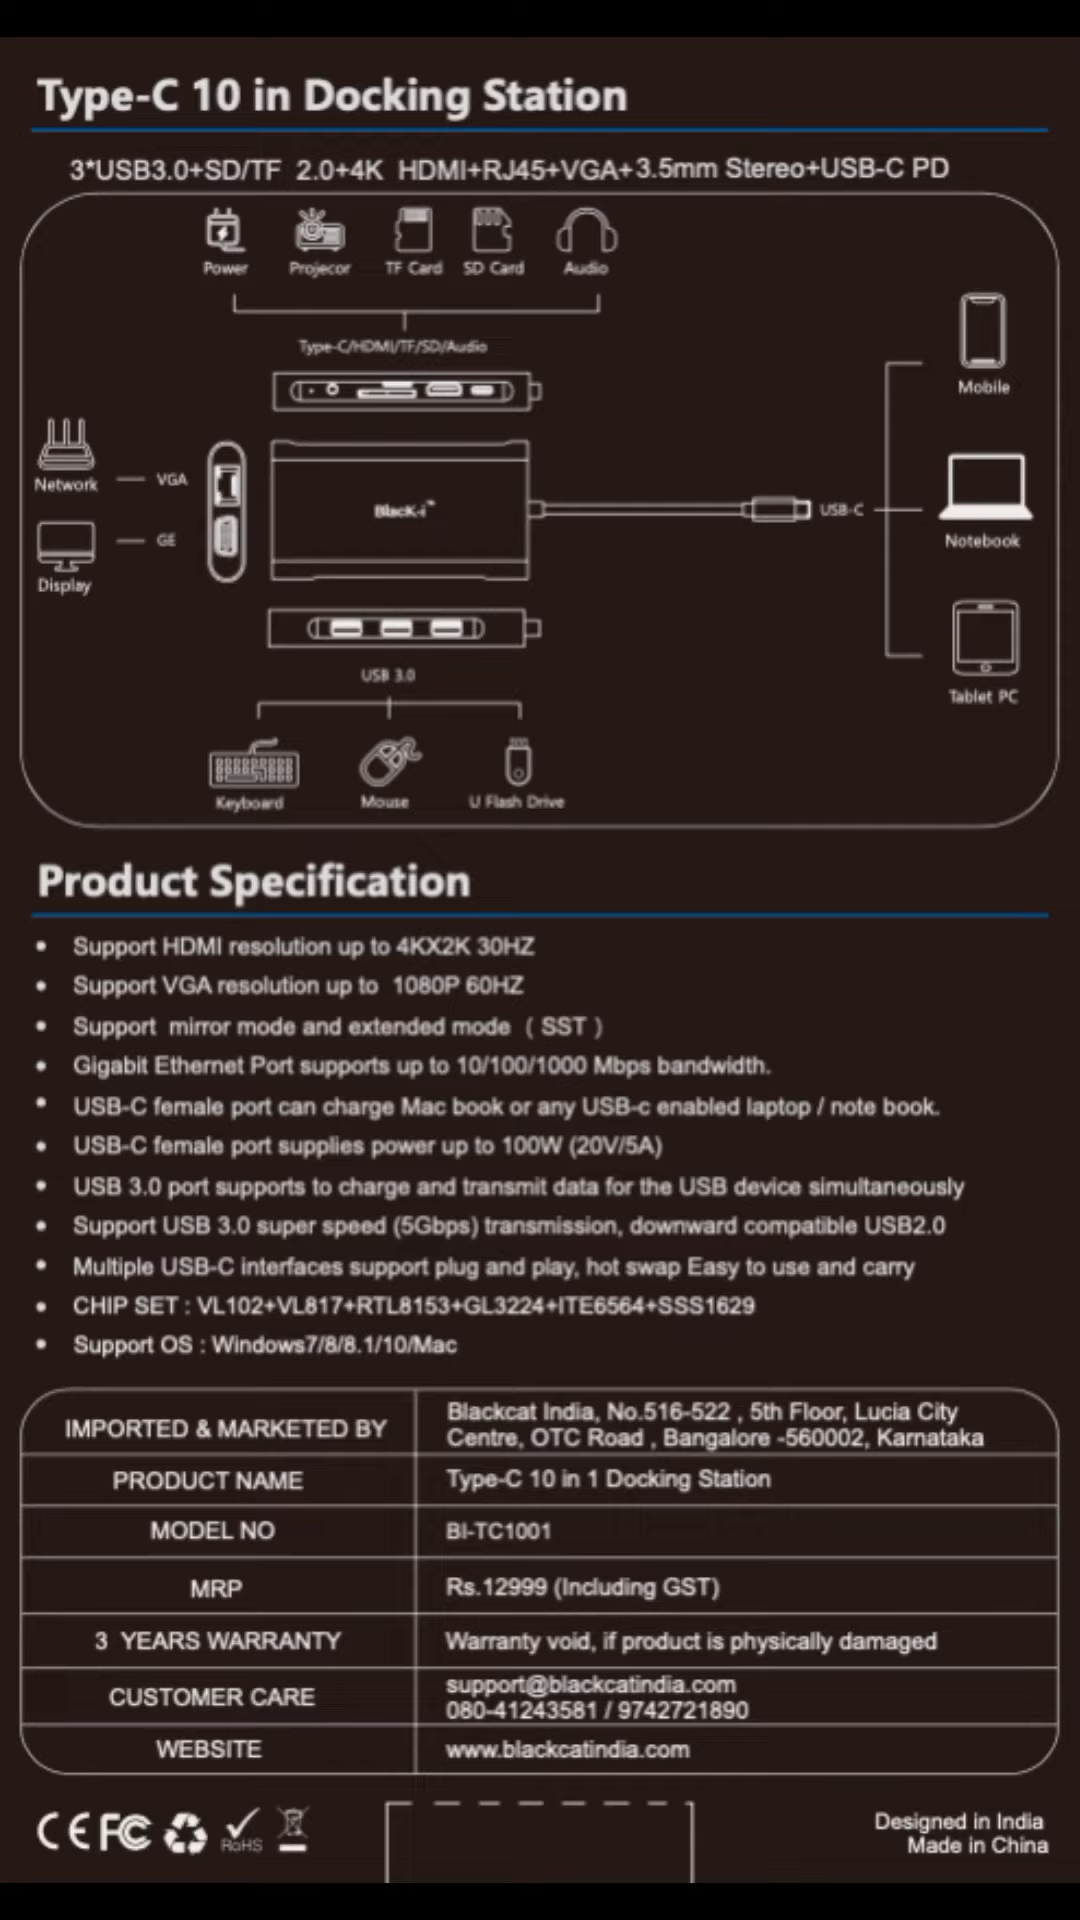 Type-C 10 in Docking Station
3*USB3.0+SD/TF 2.0+4K HDMI+RJ45+VGA+3.5mm Stereo+USB-C PD
Power Projecor TF Card SD Card Audio
Type-C/HDMI/TF/SD/Audio
Mobile
Network VGA
BlacK-i™
USB-C
Notebook
GE
Display
USB 3.0
Tablet PC
Keyboard Mouse U Flash Drive
Product Specification
• Support HDMI resolution up to 4KX2K 30HZ
• Support VGA resolution up to 1080P 60HZ
• Support mirror mode and extended mode ( SST )
• Gigabit Ethernet Port supports up to 10/100/1000 Mbps bandwidth.
• USB-C female port can charge Mac book or any USB-c enabled laptop / note book.
• USB-C female port supplies power up to 100W (20V/5A)
• USB 3.0 port supports to charge and transmit data for the USB device simultaneously
• Support USB 3.0 super speed (5Gbps) transmission, downward compatible USB2.0
• Multiple USB-C interfaces support plug and play, hot swap Easy to use and carry
• CHIP SET : VL102+VL817+RTL8153+GL3224+ITE6564+SSS1629
• Support OS : Windows7/8/8.1/10/Mac
IMPORTED & MARKETED BY
Blackcat India, No.516-522 , 5th Floor, Lucia City
Centre, OTC Road , Bangalore -560002, Karnataka
PRODUCT NAME Type-C 10 in 1 Docking Station
MODEL NO BI-TC1001
MRP Rs.12999 (Including GST)
3 YEARS WARRANTY Warranty void, if product is physically damaged
CUSTOMER CARE
support@blackcatindia.com
080-41243581 / 9742721890
WEBSITE www.blackcatindia.com
CE FC RoHS
Designed in India
Made in China